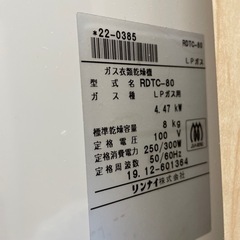 *22-0385
RDTC-80
LPガス
ガス衣類乾燥機
型式名 RDTC-80
ガス種 LPガス用
4.47 kW
標準乾燥容量 8 kg
定格電圧 100 V
定格消費電力 250/300W
定格周波数 50/60Hz
19.12-601364
リンナイ株式会社